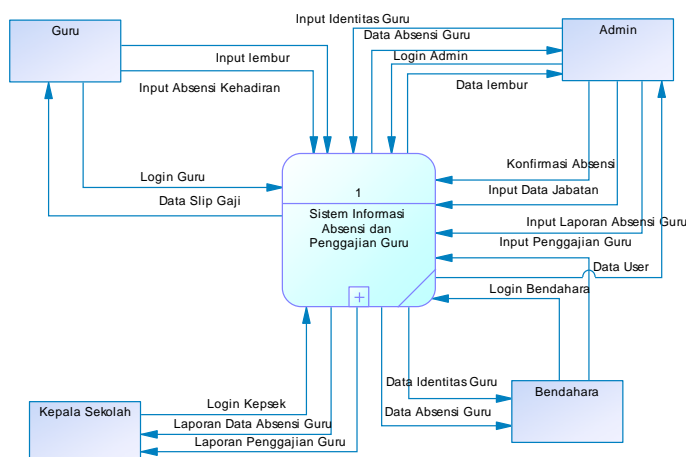 Input Identitas Guru
Data Absensi Guru
Guru
Admin
Input lembur
Login Admin
Input Absensi Kehadiran
Data lembur
Konfirmasi Absensi
Login Guru
1
Input Data Jabatan
Data Slip Gaji
Sistem Informasi
Absensi dan
Penggajian Guru
Input Laporan Absensi Guru
Input Penggajian Guru
Data User
Login Bendahara
+
Data Identitas Guru
Bendahara
Login Kepsek
Kepala Sekolah
Data Absensi Guru
Laporan Data Absensi Guru
Laporan Penggajian Guru